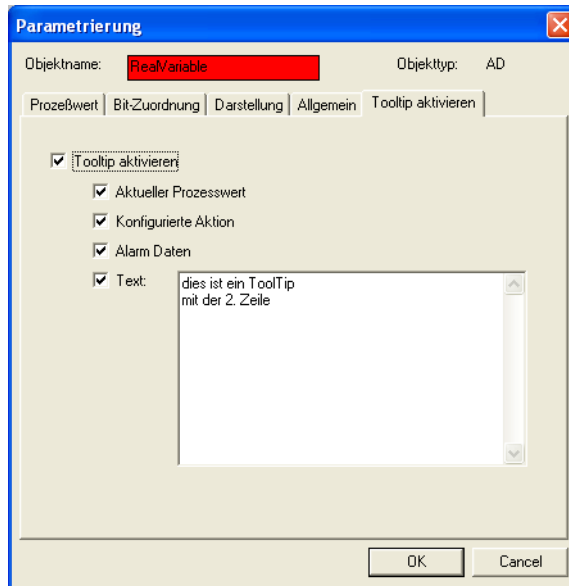 Parametrierung
Objektname: RealVariable Objekttyp: AD
Prozeßwert Bit-Zuordnung Darstellung Allgemein Tooltip aktivieren
Tooltip aktivieren
Aktueller Prozesswert
Konfigurierte Aktion
Alarm Daten
Text: dies ist ein ToolTip
mit der 2. Zeile
OK Cancel